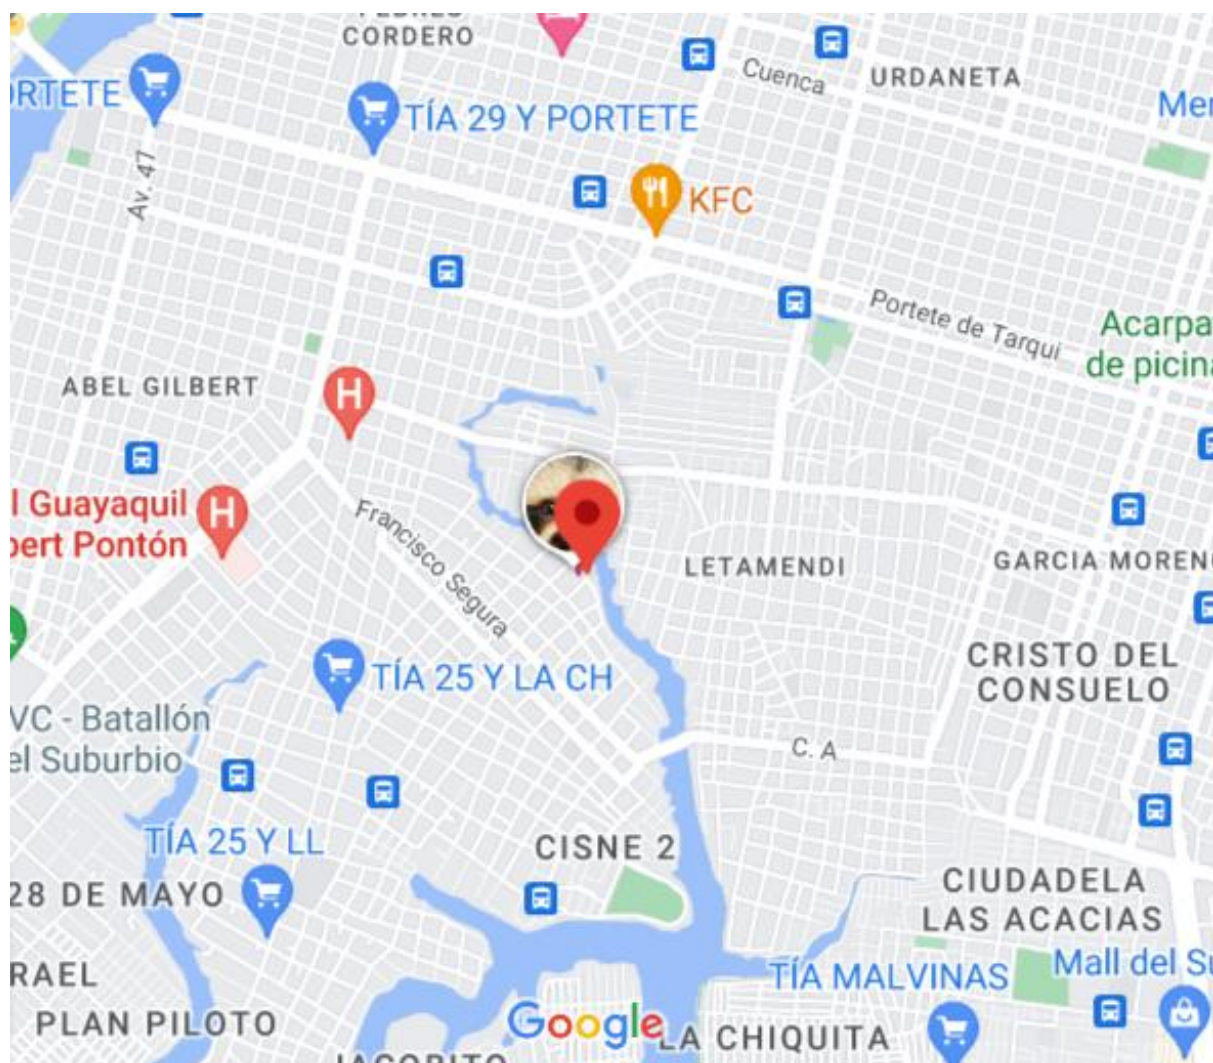 CORDERO
Cuenca
URDANETA
RTETE
TÍA 29 Y PORTETE
Mer
Av. 47
KFC
Portete de Tarqui
Acarpa
de picina
ABEL GILBERT
H
l Guayaquil
bert Pontón
H
Francisco Segura
LETAMENDI
GARCIA MORENO
CRISTO DEL
CONSUELO
TÍA 25 Y LA CH
VC - Batallón
el Suburbio
C. A
TÍA 25 Y LL
CISNE 2
28 DE MAYO
CIUDADELA
LAS ACACIAS
RAEL
TÍA MALVINAS
Mall del Su
PLAN PILOTO
Google
LA CHIQUITA